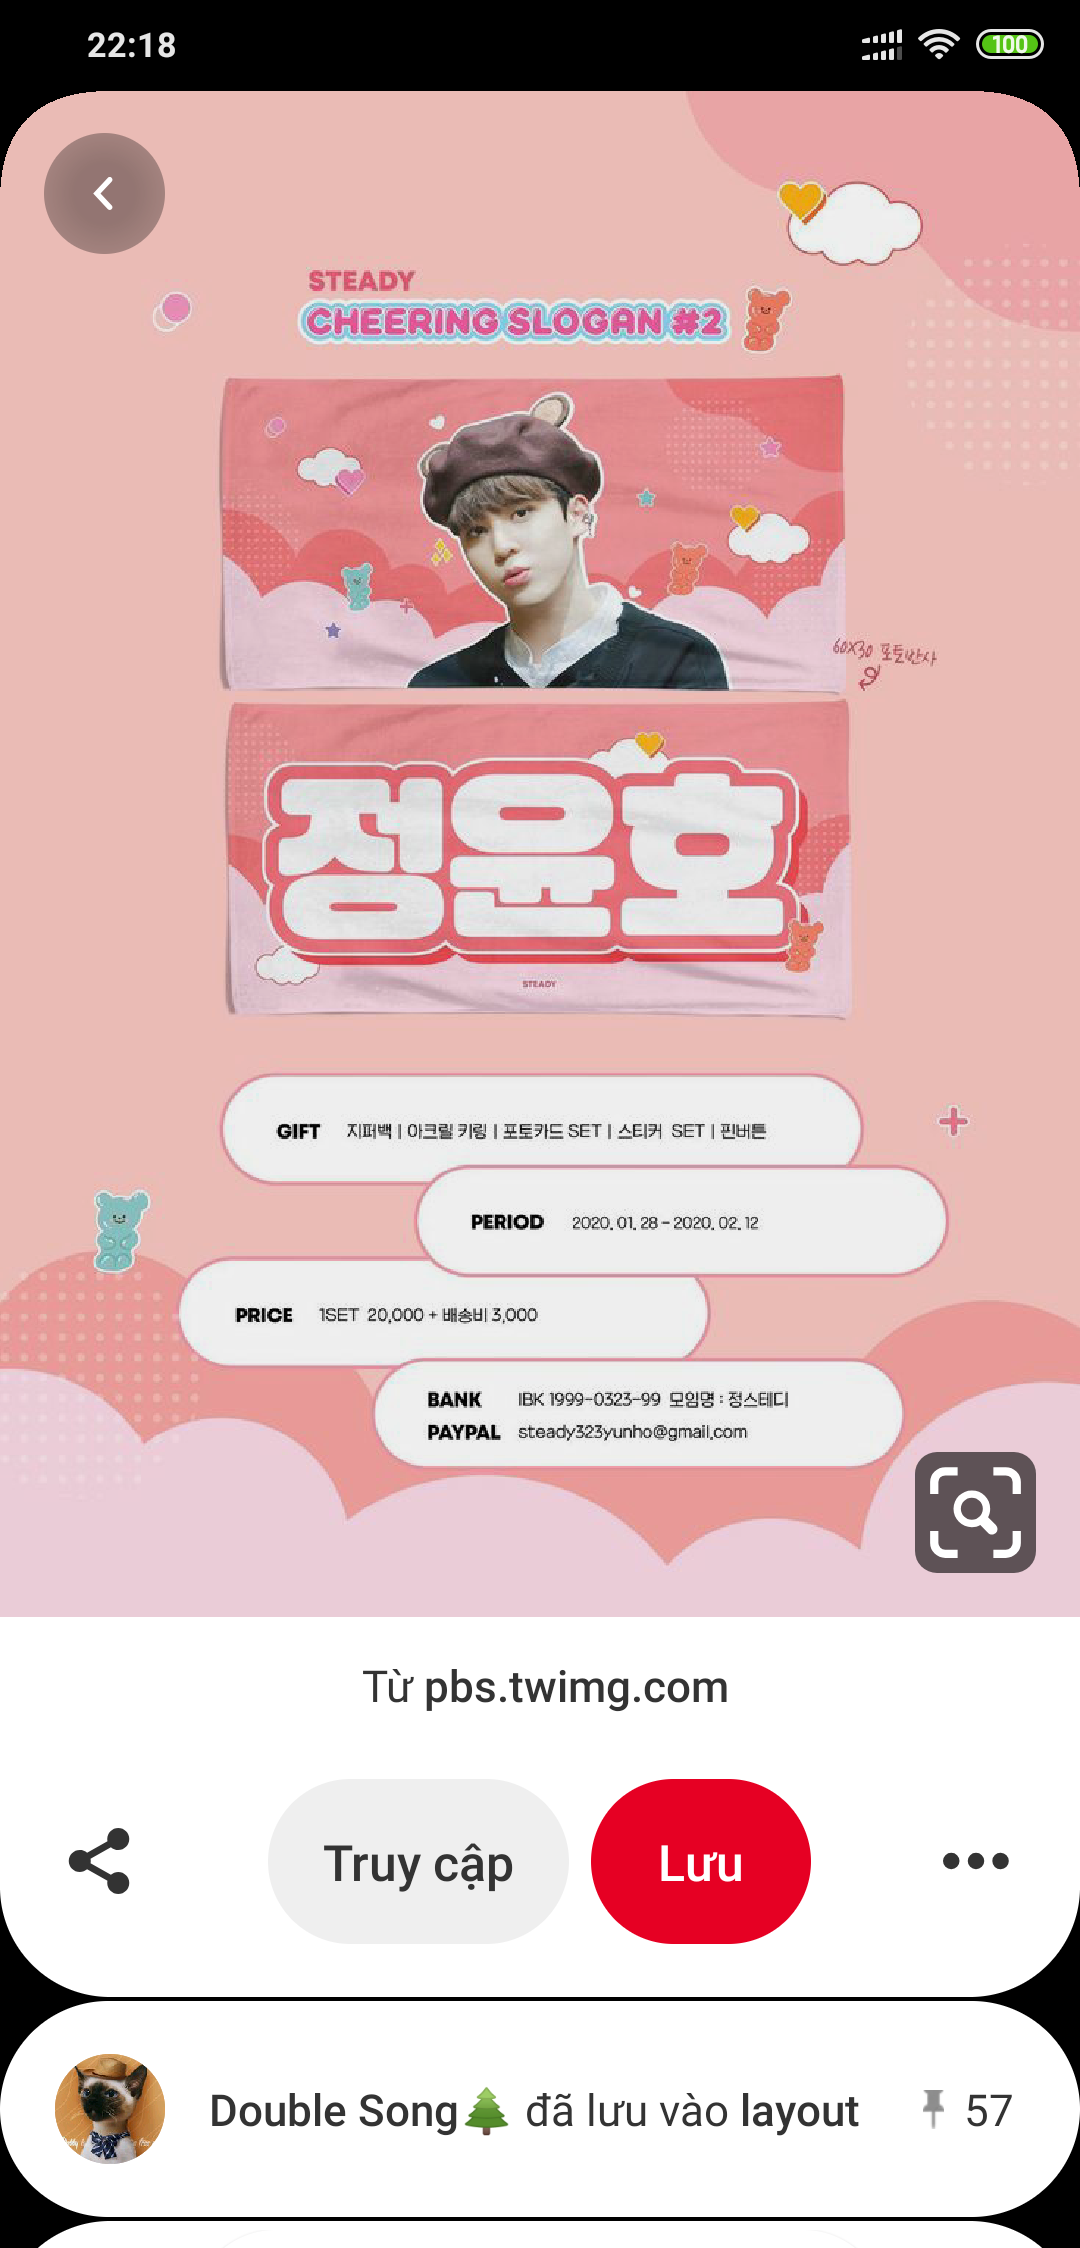 22:18
100
STEADY
CHEERING SLOGAN #2
60X30 포토반사
정윤호
STEADY
GIFT 지퍼백 | 아크릴 키링 | 포토카드 SET | 스티커 SET | 핀버튼
PERIOD 2020. 01. 28 - 2020. 02. 12
PRICE 1SET 20,000 + 배송비 3,000
BANK IBK 1999-0323-99 모임명 : 정스테디
PAYPAL steady323yunho@gmail.com
Từ pbs.twimg.com
Truy cập
Lưu
Double Song🌲 đã lưu vào layout 57